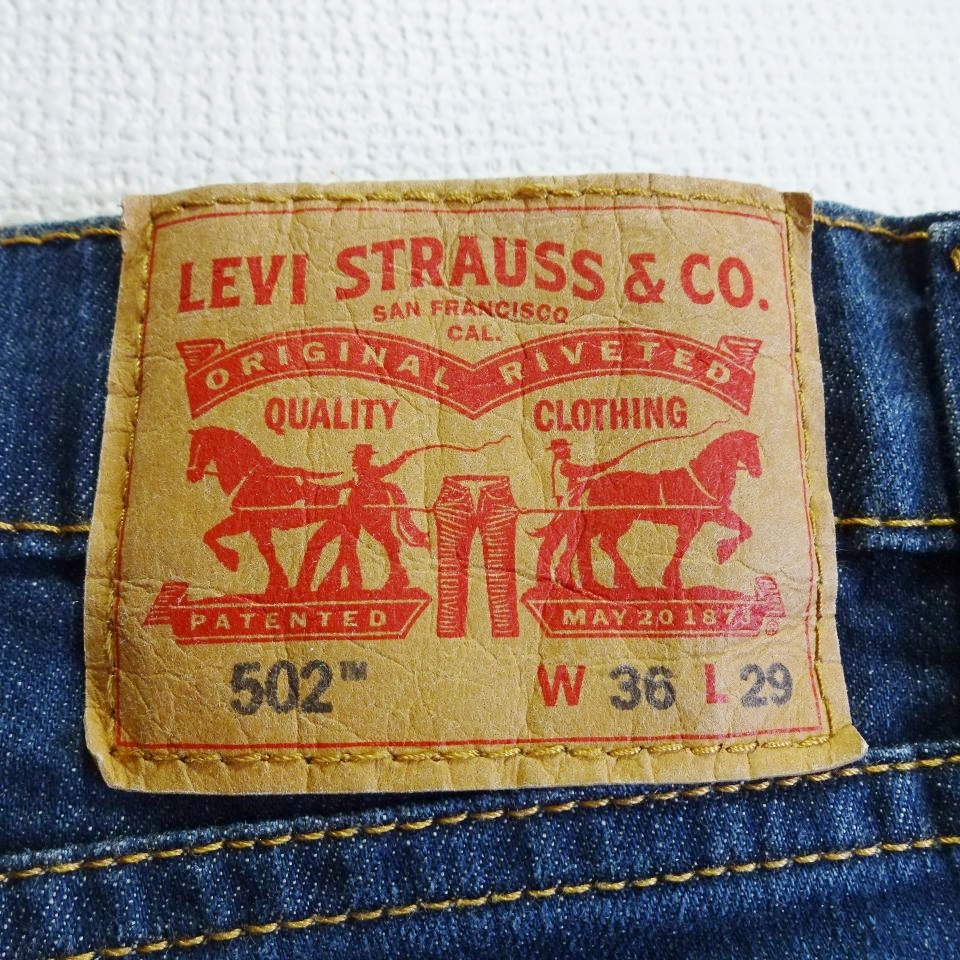 LEVI STRAUSS & CO.
SAN FRANCISCO
CAL.
ORIGINAL RIVETED
QUALITY CLOTHING
PATENTED MAY 20 1873
502™ W 36 L 29